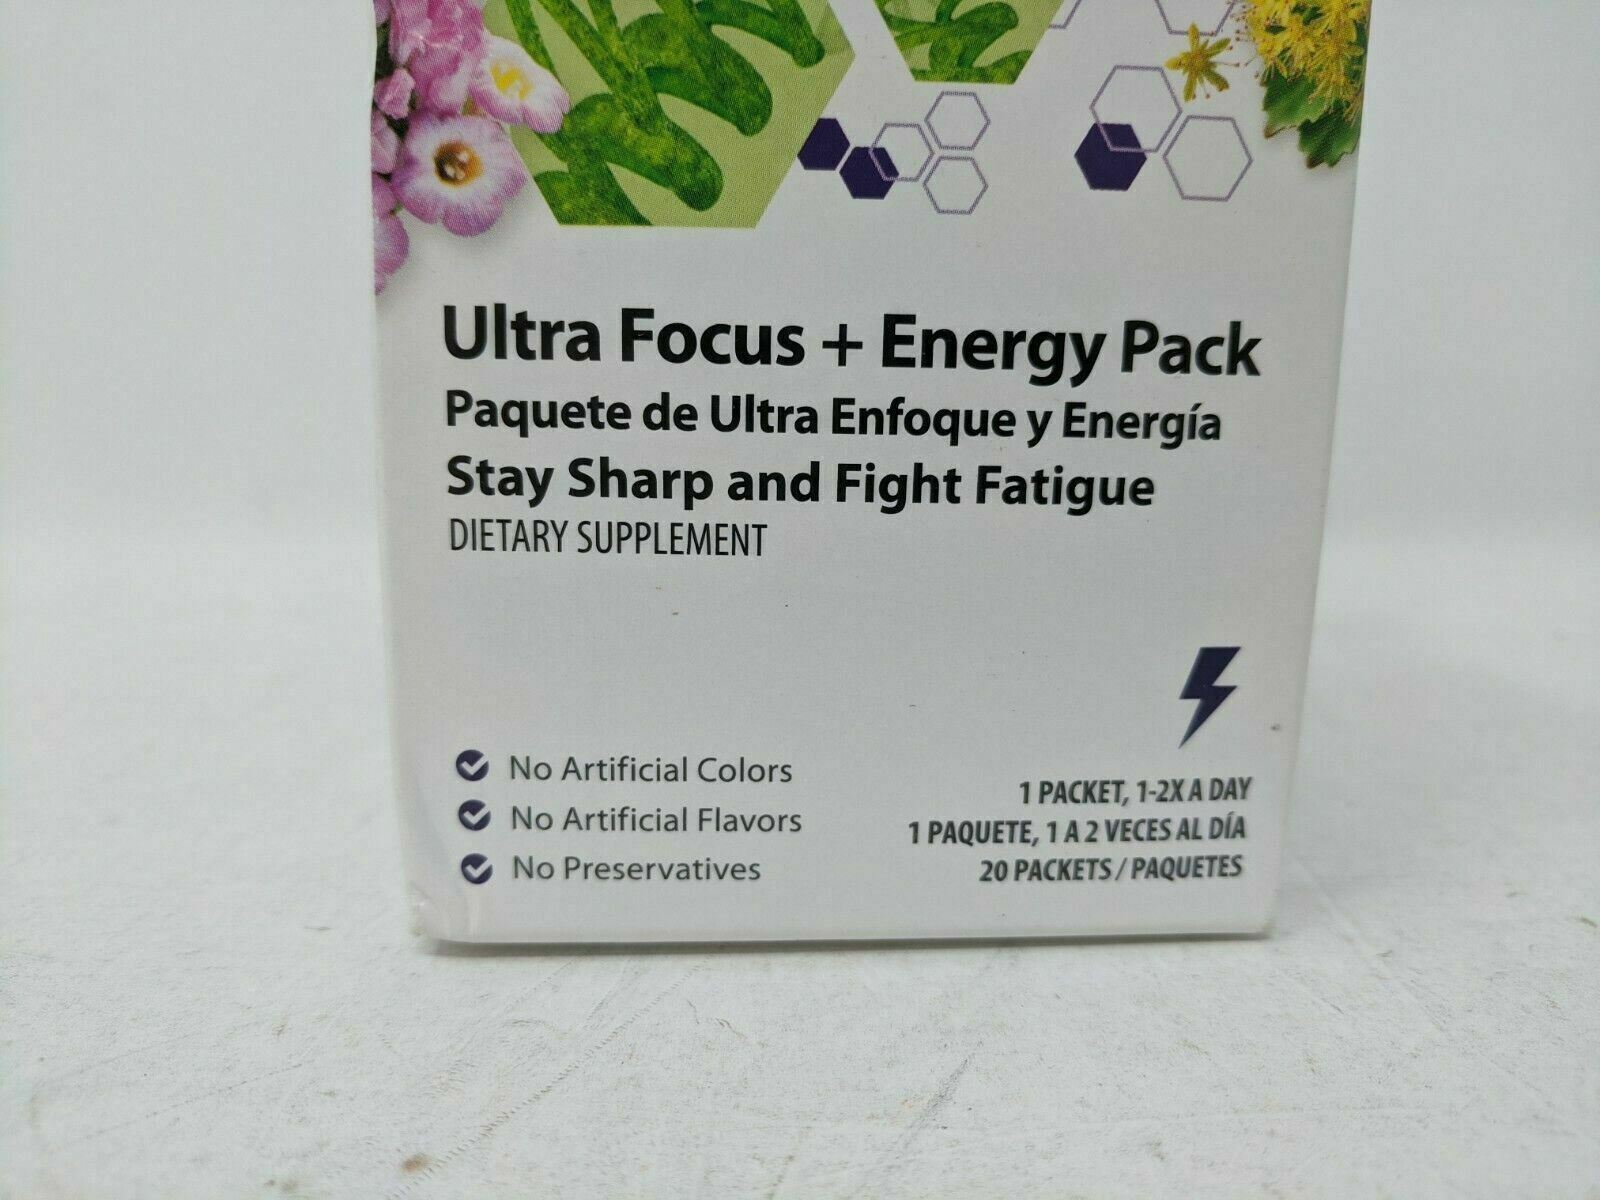 Ultra Focus + Energy Pack
Paquete de Ultra Enfoque y Energía
Stay Sharp and Fight Fatigue
DIETARY SUPPLEMENT
No Artificial Colors
No Artificial Flavors
No Preservatives
1 PACKET, 1-2X A DAY
1 PAQUETE, 1 A 2 VECES AL DÍA
20 PACKETS / PAQUETES